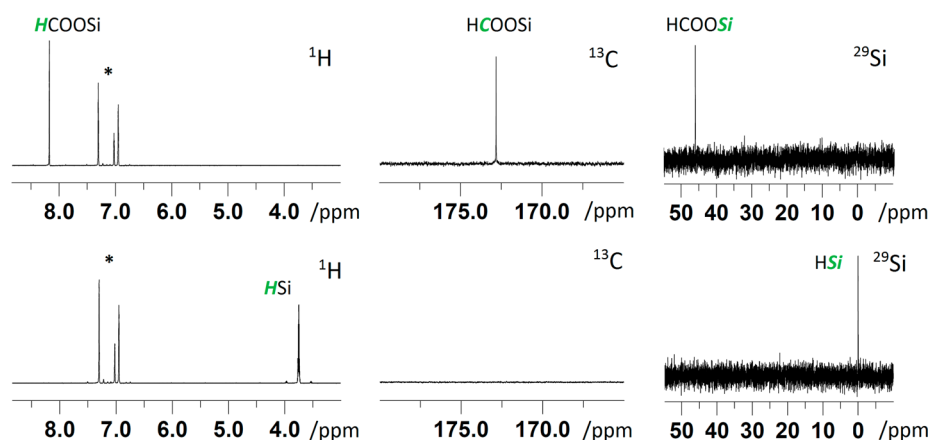 HCOOSi HCOOSi HCOOSi
* ¹H ¹³C ²⁹Si
8.0 7.0 6.0 5.0 4.0 /ppm 175.0 170.0 /ppm 50 40 30 20 10 0 /ppm
* ¹H ¹³C HSi ²⁹Si
HSi
8.0 7.0 6.0 5.0 4.0 /ppm 175.0 170.0 /ppm 50 40 30 20 10 0 /ppm